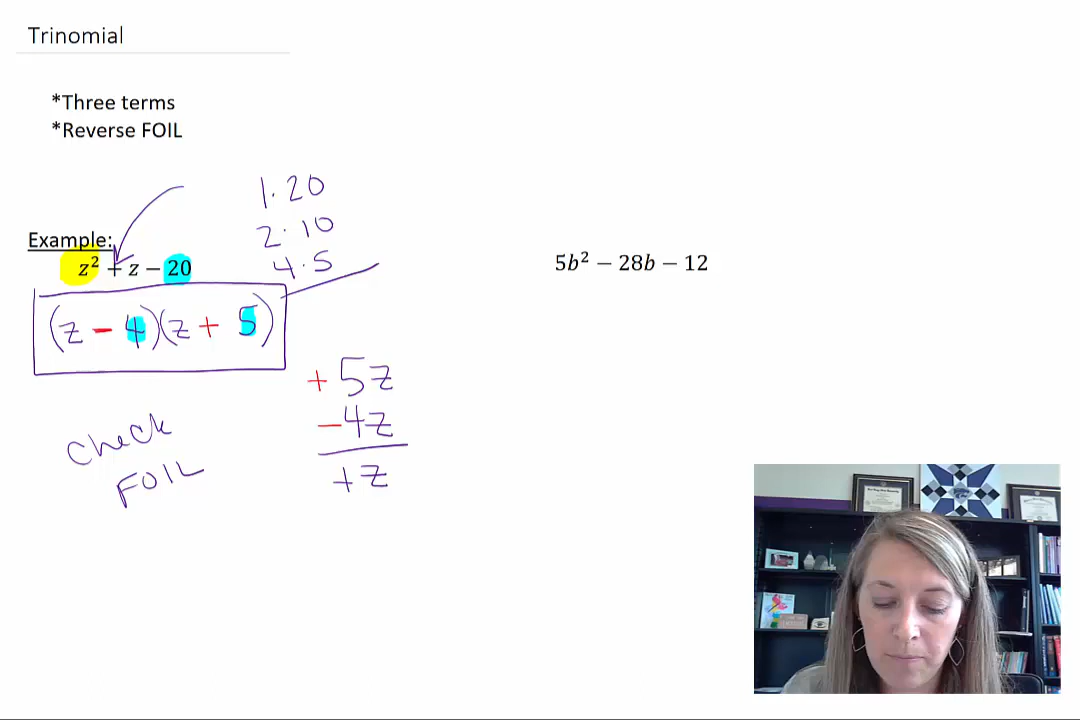 Trinomial
*Three terms
*Reverse FOIL
1·20
2·10
4·5
Example:
z² + z − 20
(z − 4)(z + 5)
+ 5z
− 4z
+ z
check
FOIL
5b² − 28b − 12